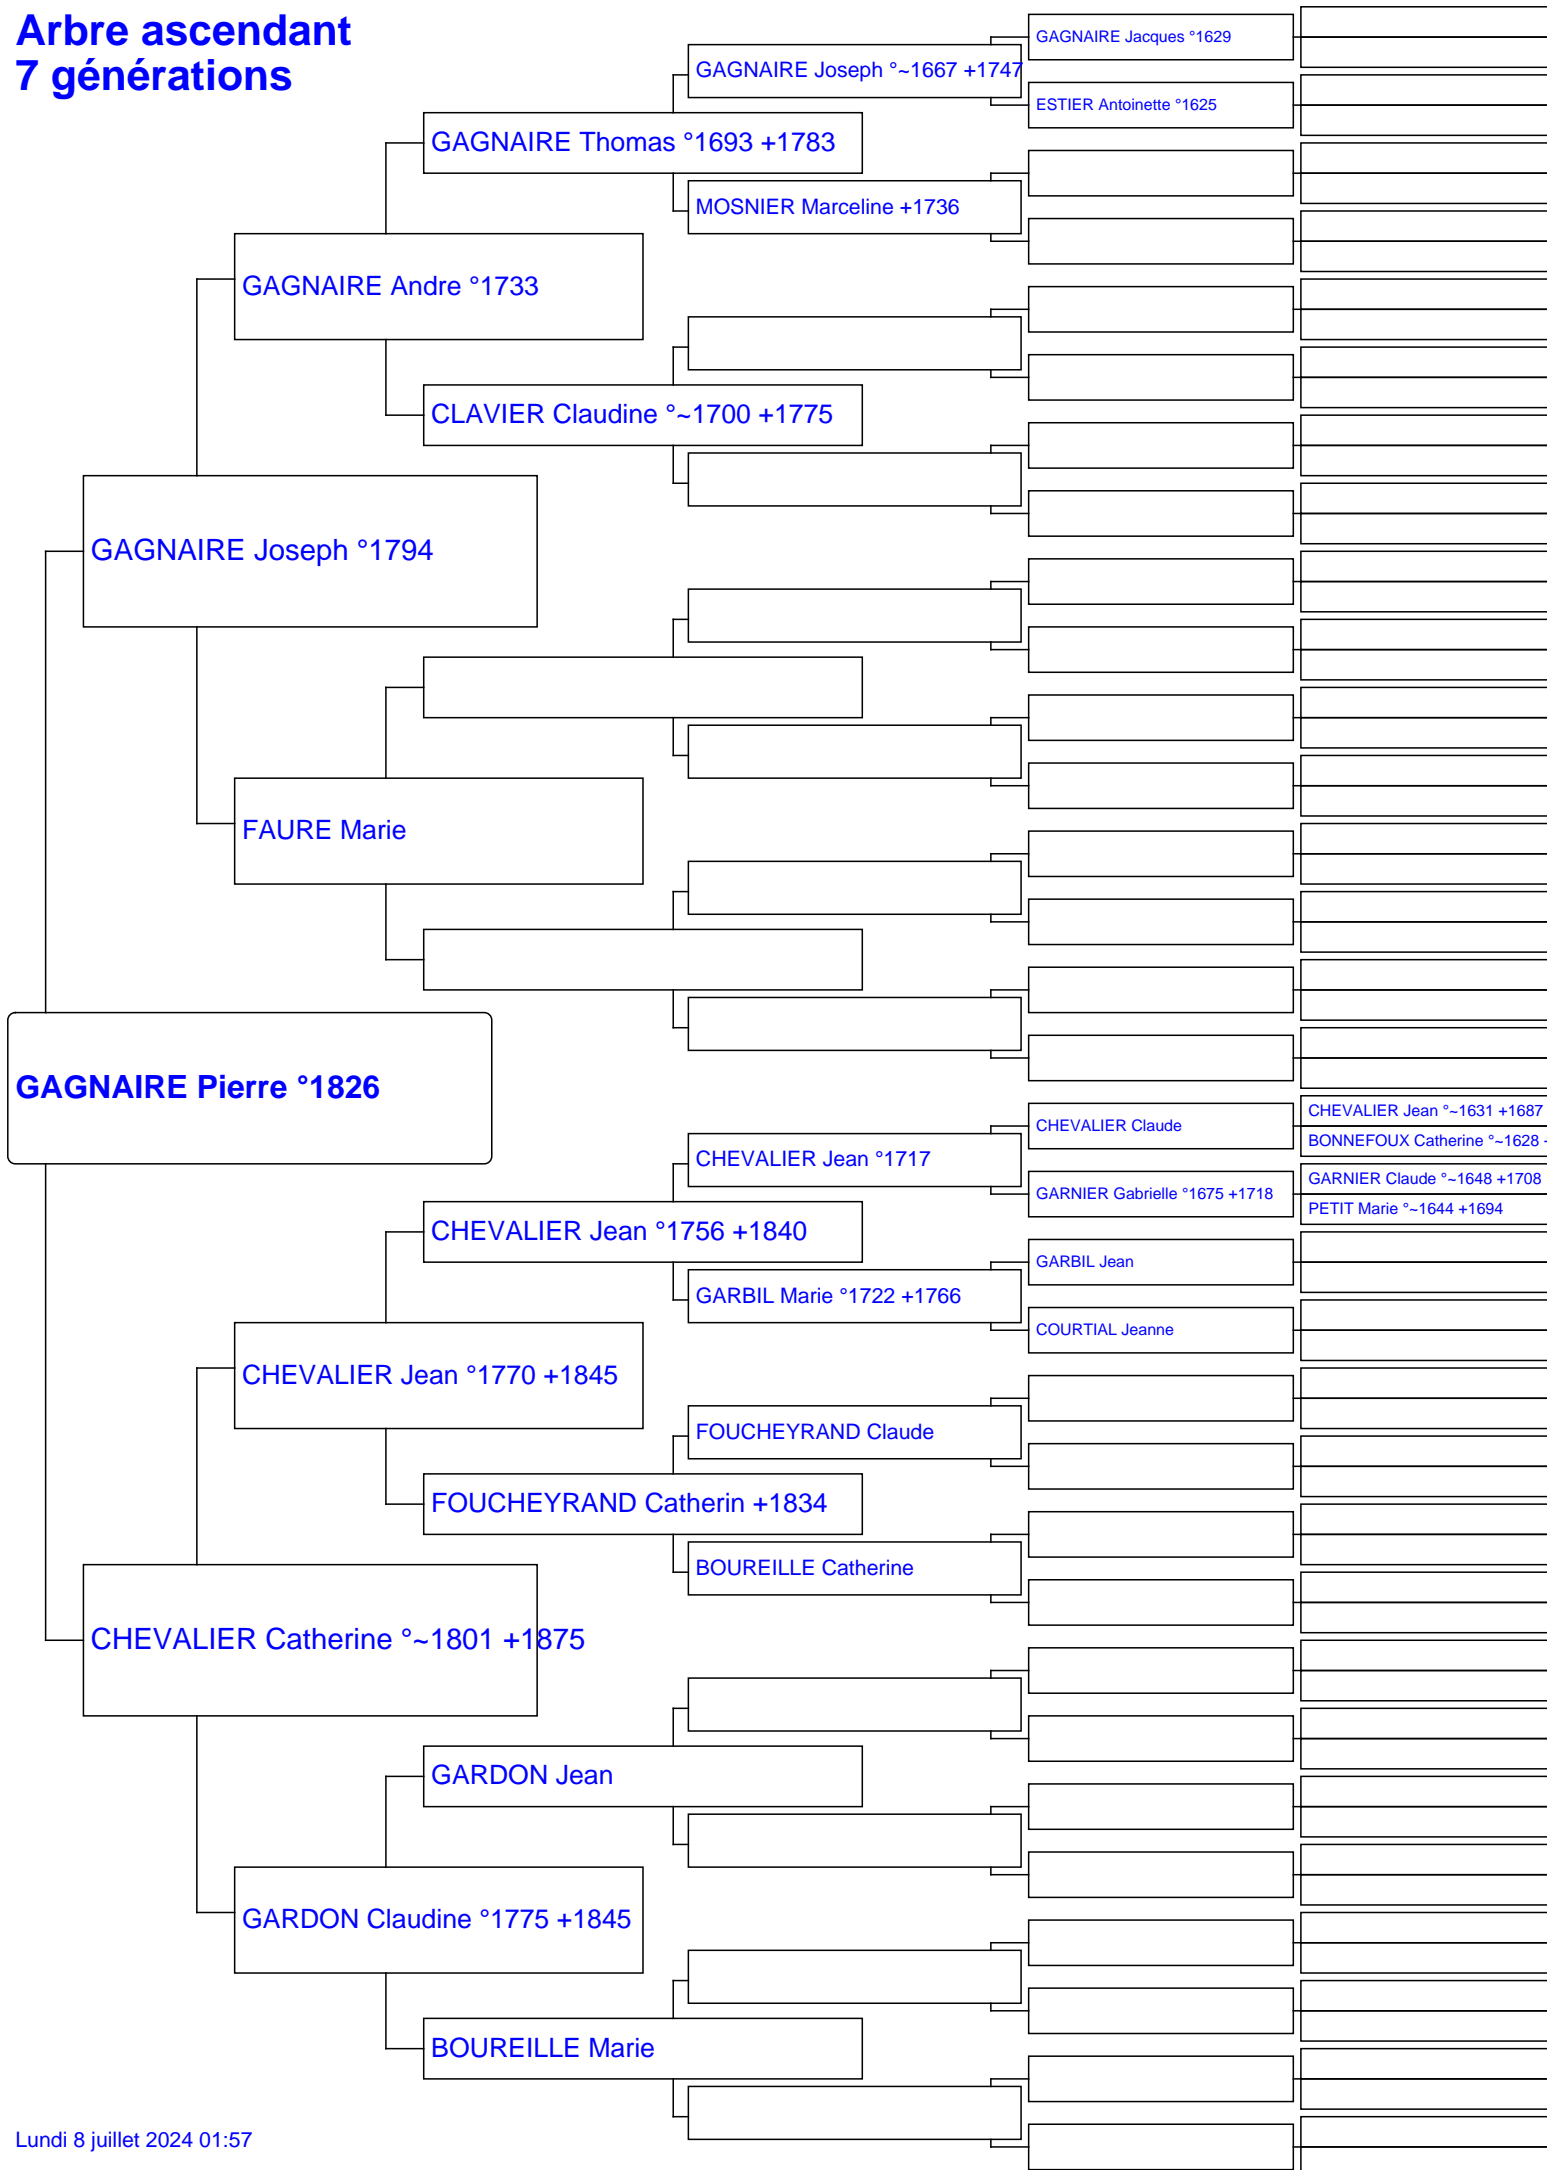 Arbre ascendant
7 générations
GAGNAIRE Jacques °1629
GAGNAIRE Joseph °~1667 +1747
ESTIER Antoinette °1625
GAGNAIRE Thomas °1693 +1783
MOSNIER Marceline +1736
GAGNAIRE Andre °1733
CLAVIER Claudine °~1700 +1775
GAGNAIRE Joseph °1794
FAURE Marie
GAGNAIRE Pierre °1826
CHEVALIER Jean °~1631 +1687
CHEVALIER Claude
BONNEFOUX Catherine °~1628
CHEVALIER Jean °1717
GARNIER Claude °~1648 +1708
GARNIER Gabrielle °1675 +1718
PETIT Marie °~1644 +1694
CHEVALIER Jean °1756 +1840
GARBIL Jean
GARBIL Marie °1722 +1766
COURTIAL Jeanne
CHEVALIER Jean °1770 +1845
FOUCHEYRAND Claude
FOUCHEYRAND Catherin +1834
BOUREILLE Catherine
CHEVALIER Catherine °~1801 +1875
GARDON Jean
GARDON Claudine °1775 +1845
BOUREILLE Marie
Lundi 8 juillet 2024 01:57